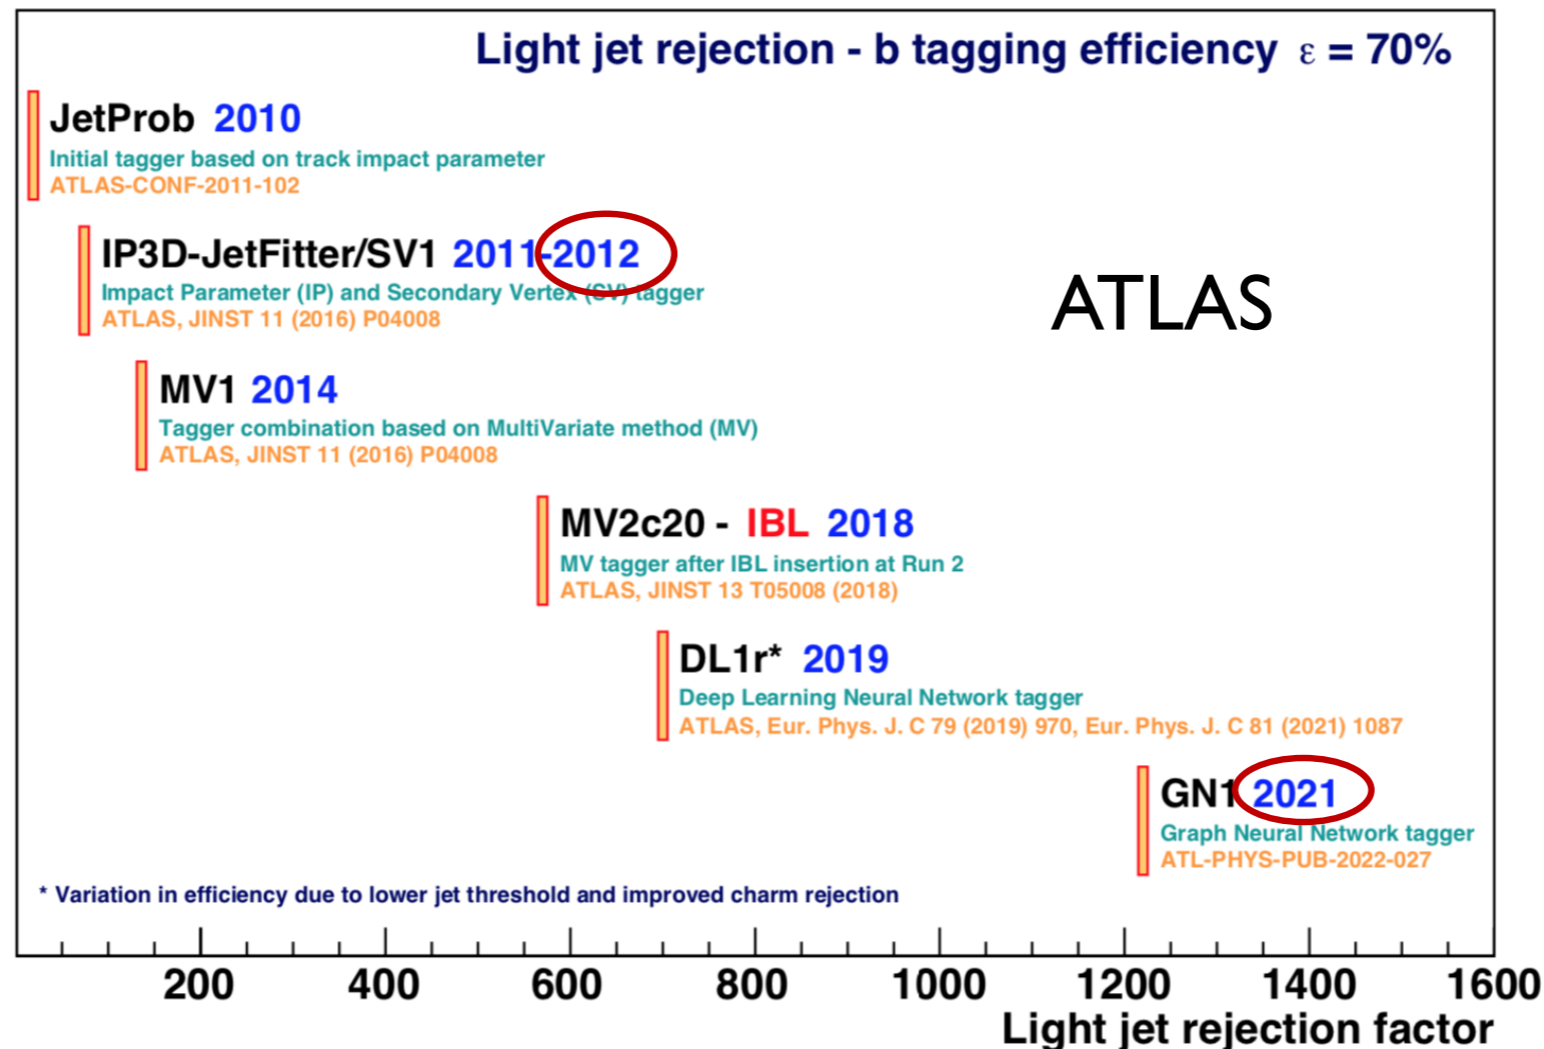 Light jet rejection - b tagging efficiency ε = 70%
JetProb 2010
Initial tagger based on track impact parameter
ATLAS-CONF-2011-102
IP3D-JetFitter/SV1 2011-2012
Impact Parameter (IP) and Secondary Vertex (SV) tagger
ATLAS, JINST 11 (2016) P04008
ATLAS
MV1 2014
Tagger combination based on MultiVariate method (MV)
ATLAS, JINST 11 (2016) P04008
MV2c20 - IBL 2018
MV tagger after IBL insertion at Run 2
ATLAS, JINST 13 T05008 (2018)
DL1r* 2019
Deep Learning Neural Network tagger
ATLAS, Eur. Phys. J. C 79 (2019) 970, Eur. Phys. J. C 81 (2021) 1087
GN1 2021
Graph Neural Network tagger
ATL-PHYS-PUB-2022-027
* Variation in efficiency due to lower jet threshold and improved charm rejection
200 400 600 800 1000 1200 1400 1600
Light jet rejection factor